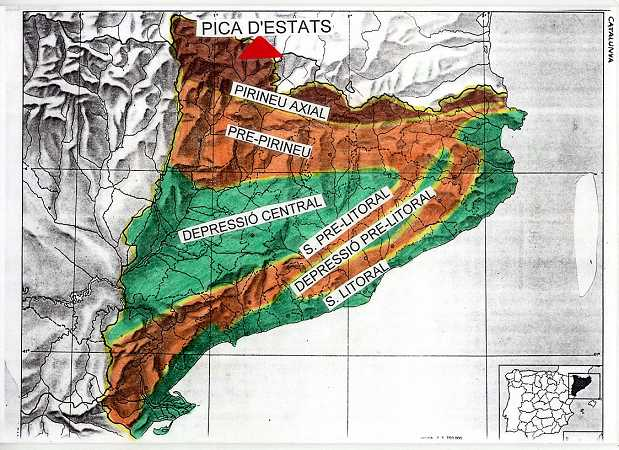 PICA D'ESTATS
CATALUNYA
PIRINEU AXIAL
PRE-PIRINEU
DEPRESSIÓ CENTRAL
S. PRE-LITORAL
DEPRESSIÓ PRE-LITORAL
S. LITORAL